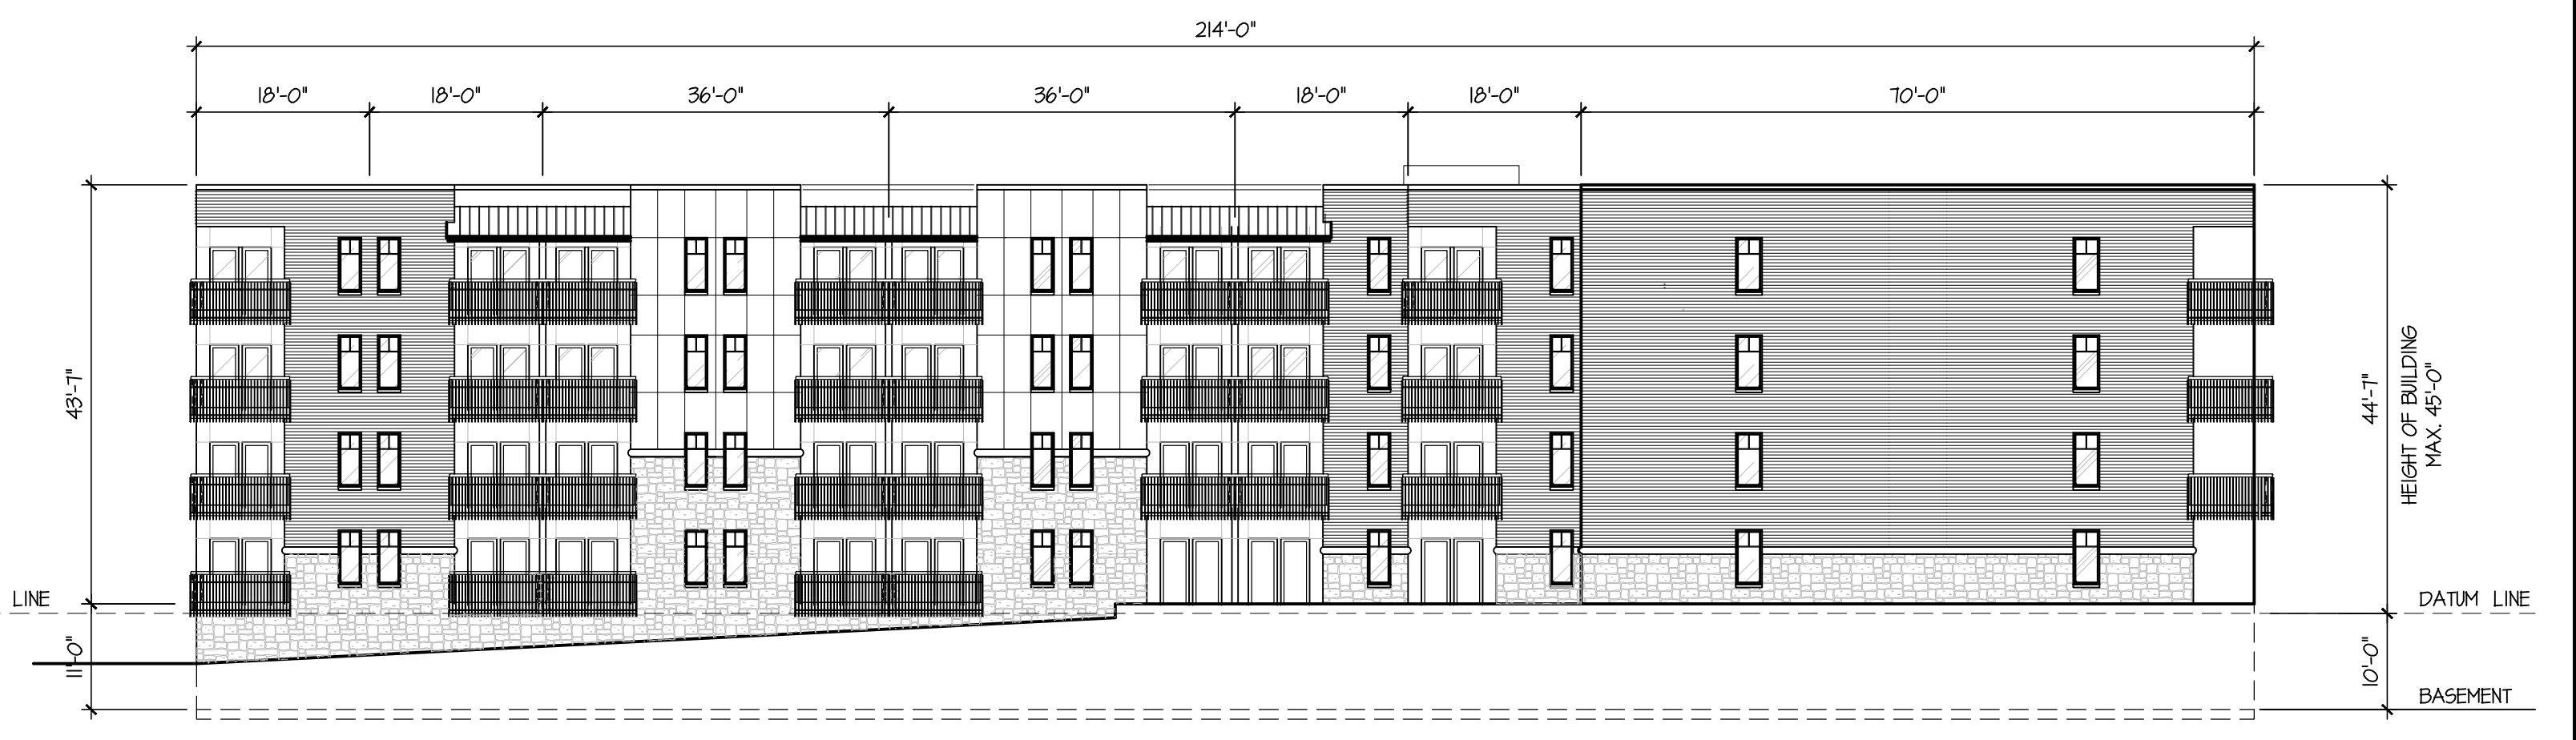 214'-0"
18'-0"
18'-0"
36'-0"
36'-0"
18'-0"
18'-0"
70'-0"
43'-7"
44'-7"
HEIGHT OF BUILDING
MAX. 45'-0"
LINE
DATUM LINE
11'-0"
10'-0"
BASEMENT